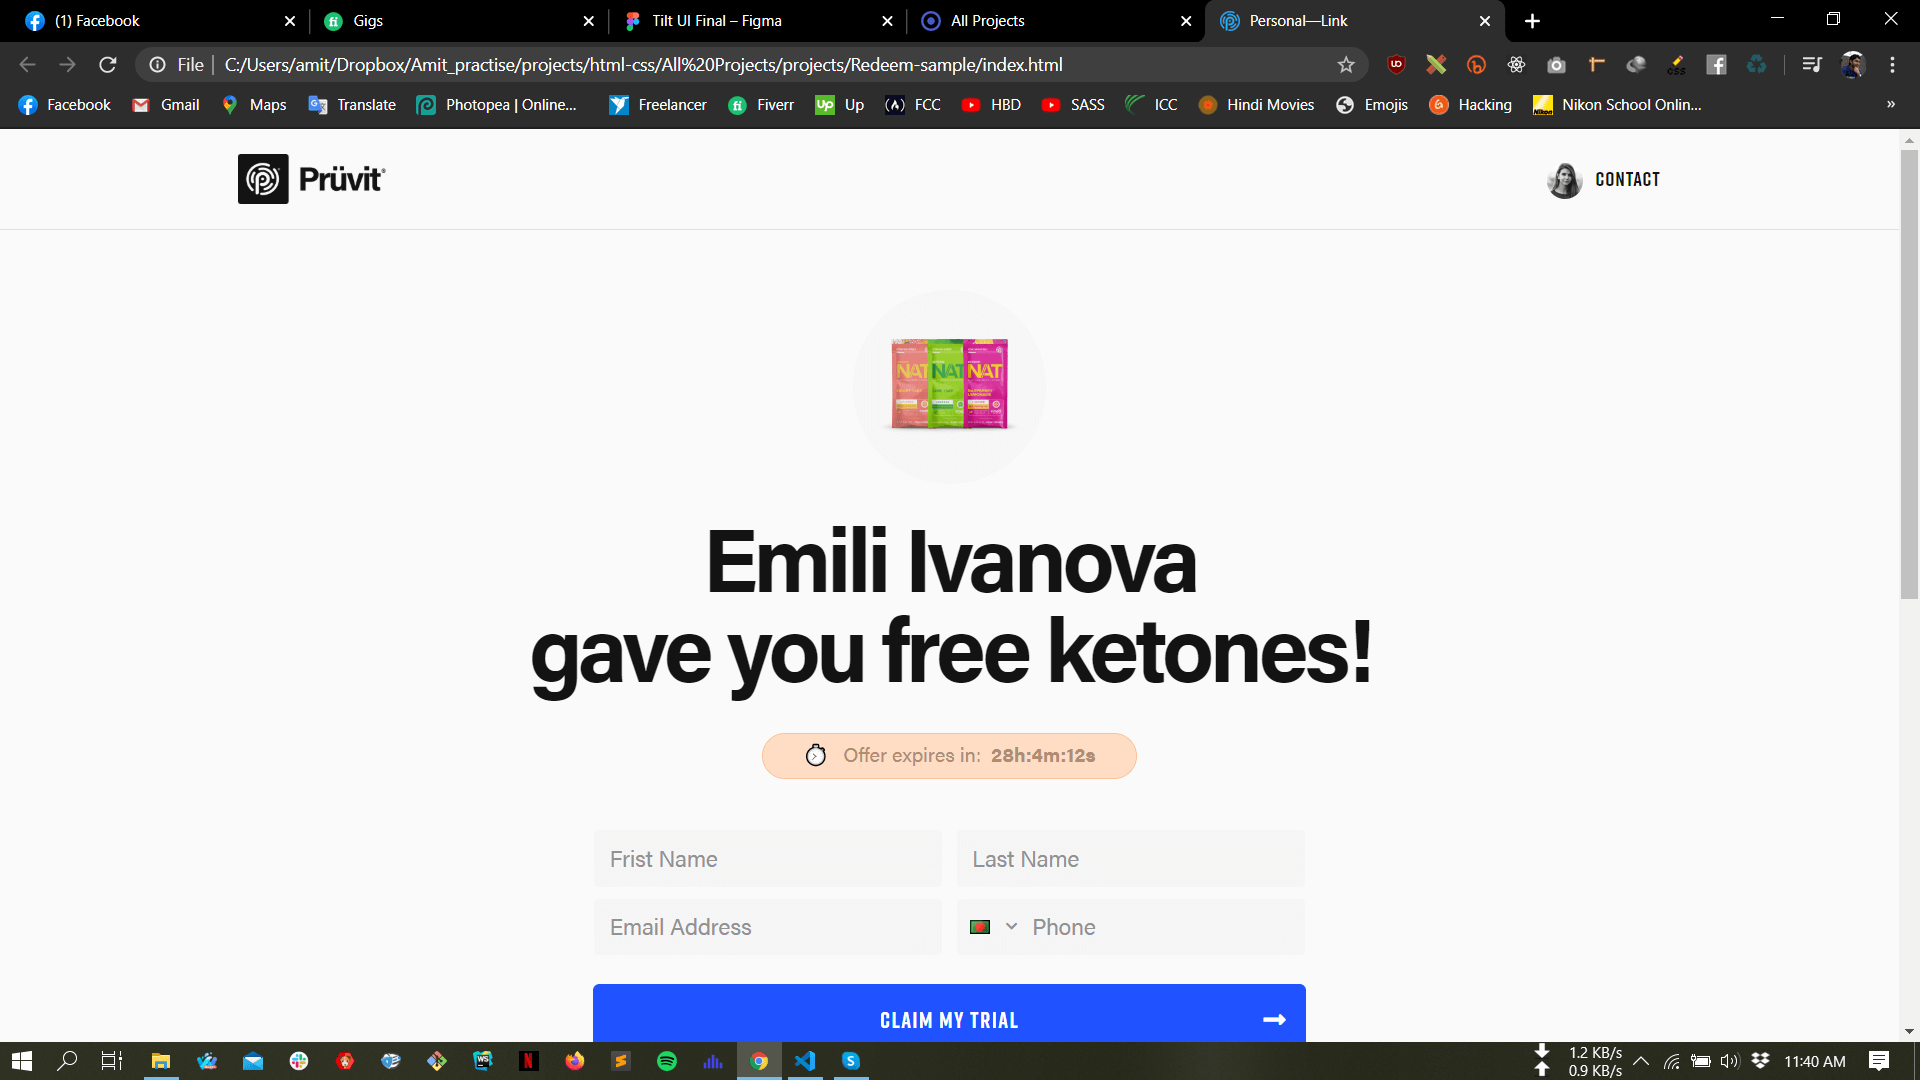 (1) Facebook
Gigs
Tilt UI Final – Figma
All Projects
Personal—Link
File
C:/Users/amit/Dropbox/Amit_practise/projects/html-css/All%20Projects/projects/Redeem-sample/index.html
Facebook
Gmail
Maps
Translate
Photopea | Online...
Freelancer
Fiverr
Up
FCC
HBD
SASS
ICC
Hindi Movies
Emojis
Hacking
Nikon School Onlin...
»
Prüvit®
CONTACT
NAT NAT NAT
Emili Ivanova
gave you free ketones!
Offer expires in: 28h:4m:12s
Frist Name
Last Name
Email Address
Phone
CLAIM MY TRIAL
1.2 KB/s
0.9 KB/s
11:40 AM